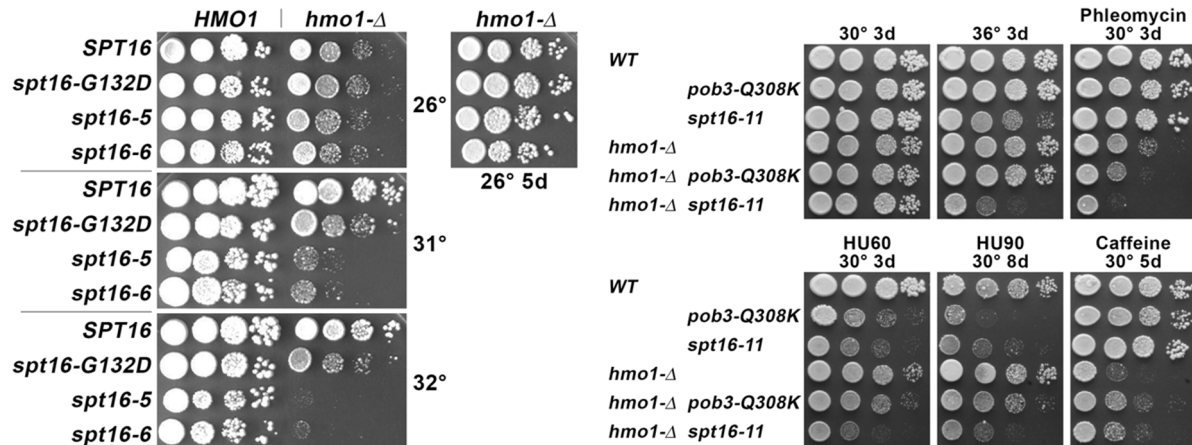 HMO1 hmo1-Δ hmo1-Δ
SPT16
spt16-G132D
spt16-5
spt16-6
26°
26° 5d
SPT16
spt16-G132D
spt16-5
spt16-6
31°
SPT16
spt16-G132D
spt16-5
spt16-6
32°
Phleomycin
30° 3d 36° 3d 30° 3d
WT
pob3-Q308K
spt16-11
hmo1-Δ
hmo1-Δ pob3-Q308K
hmo1-Δ spt16-11
HU60 HU90 Caffeine
30° 3d 30° 8d 30° 5d
WT
pob3-Q308K
spt16-11
hmo1-Δ
hmo1-Δ pob3-Q308K
hmo1-Δ spt16-11